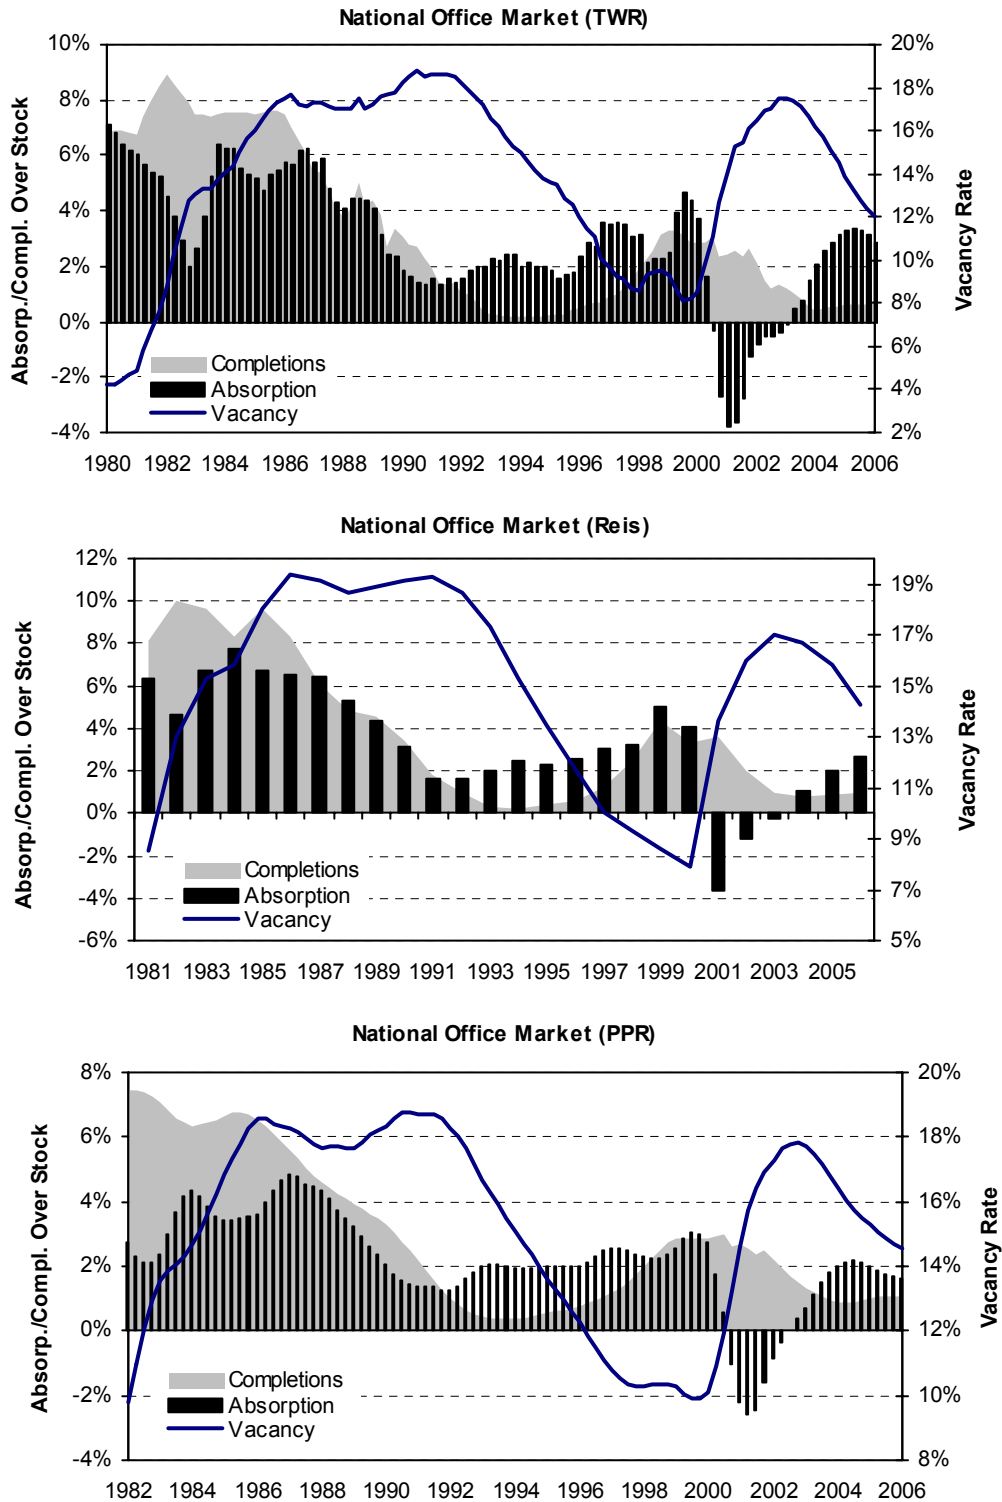 National Office Market (TWR)
10% 20%
8% 18%
16%
6% 14%
4% 12%
2% 10%
8%
0% 6%
-2% 4%
-4% 2%
Absorp./Compl. Over Stock
Vacancy Rate
Completions
Absorption
Vacancy
1980 1982 1984 1986 1988 1990 1992 1994 1996 1998 2000 2002 2004 2006
National Office Market (Reis)
12%
10% 19%
8% 17%
6% 15%
4% 13%
2% 11%
0% 9%
-2%
-4% 7%
-6% 5%
Absorp./Compl. Over Stock
Vacancy Rate
Completions
Absorption
Vacancy
1981 1983 1985 1987 1989 1991 1993 1995 1997 1999 2001 2003 2005
National Office Market (PPR)
8% 20%
6% 18%
4% 16%
2% 14%
0% 12%
-2% 10%
-4% 8%
Absorp./Compl. Over Stock
Vacancy Rate
Completions
Absorption
Vacancy
1982 1984 1986 1988 1990 1992 1994 1996 1998 2000 2002 2004 2006